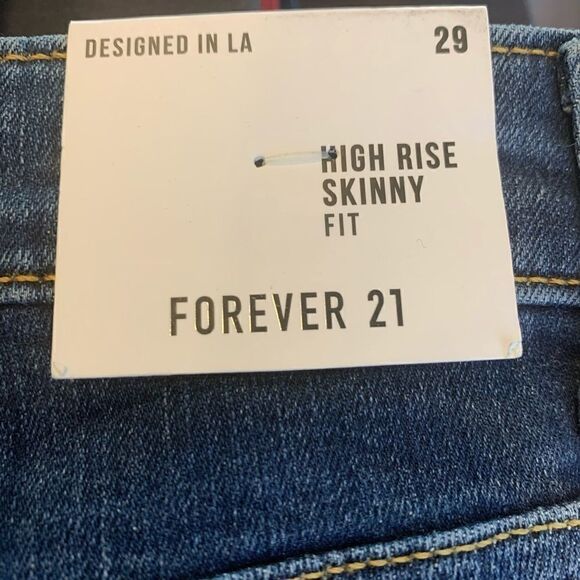 DESIGNED IN LA 29
HIGH RISE
SKINNY
FIT
FOREVER 21